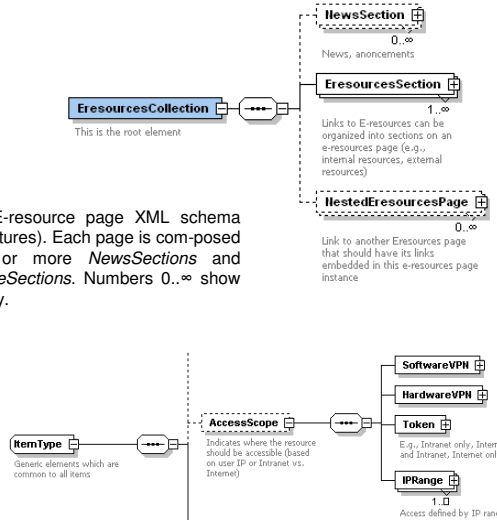 NewsSection
0..∞
News, anoncements
EresourcesCollection
This is the root element
EresourcesSection
1..∞
Links to E-resources can be
organized into sections on an
e-resources page (e.g.,
internal resources, external
resources)
NestedEresourcesPage
0..∞
Link to another Eresources page
that should have its links
embedded in this e-resources page
instance
E-resource page XML schema
tures). Each page is com-posed
or more NewsSections and
eSections. Numbers 0..∞ show
y.
ItemType
Generic elements which are
common to all items
AccessScope
Indicates where the resource
should be accessible (based
on user IP or Intranet vs.
Internet)
SoftwareVPN
HardwareVPN
Token
E.g., Intranet only, Intern
and Intranet, Internet onl
IPRange
1..
Access defined by IP rang